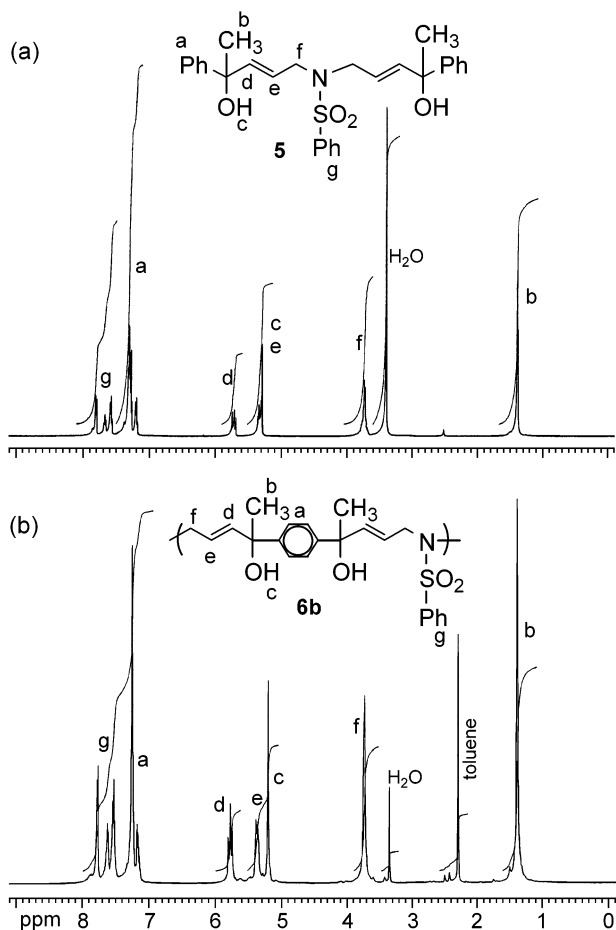 (a)
b
a CH₃ f CH₃
Ph N Ph
d e
OH SO₂ OH
c
5 Ph
g
a
H₂O
b
c
g d e f
(b)
b
f d CH₃ a CH₃
( ) N
e
OH OH SO₂
c
6b Ph
g
b
g
a
f
toluene
c
H₂O
d e
ppm 8 7 6 5 4 3 2 1 0